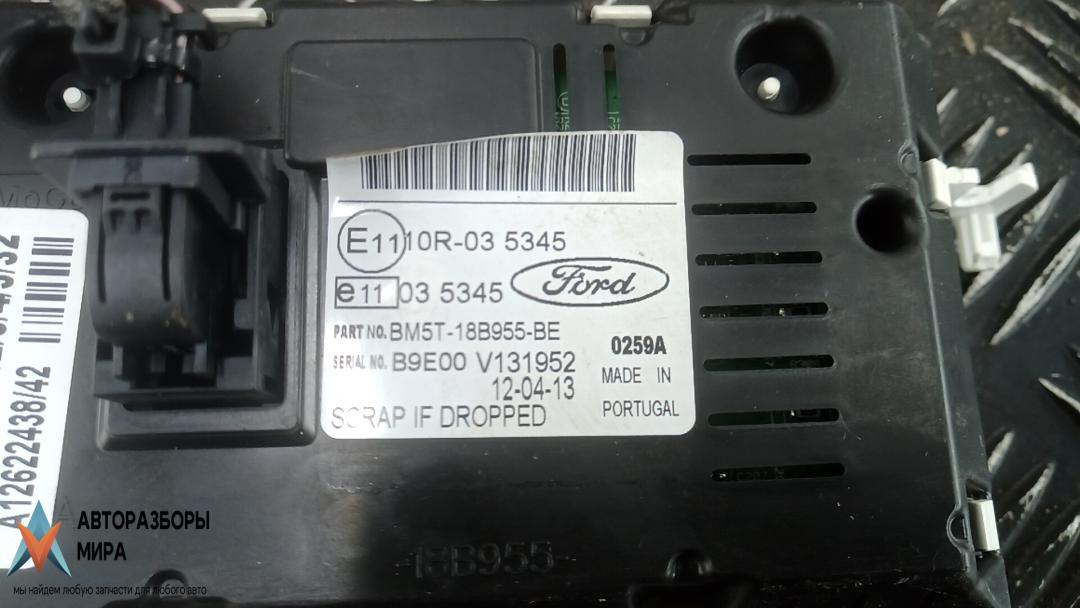 E11 10R-03 5345
e11 03 5345
Ford
PART NO. BM5T-18B955-BE
SERIAL NO. B9E00 V131952
0259A
12-04-13
MADE IN
PORTUGAL
SCRAP IF DROPPED
A12622438/42
18B955
АВТОРАЗБОРЫ
МИРА
мы найдем любую запчасти для любого авто